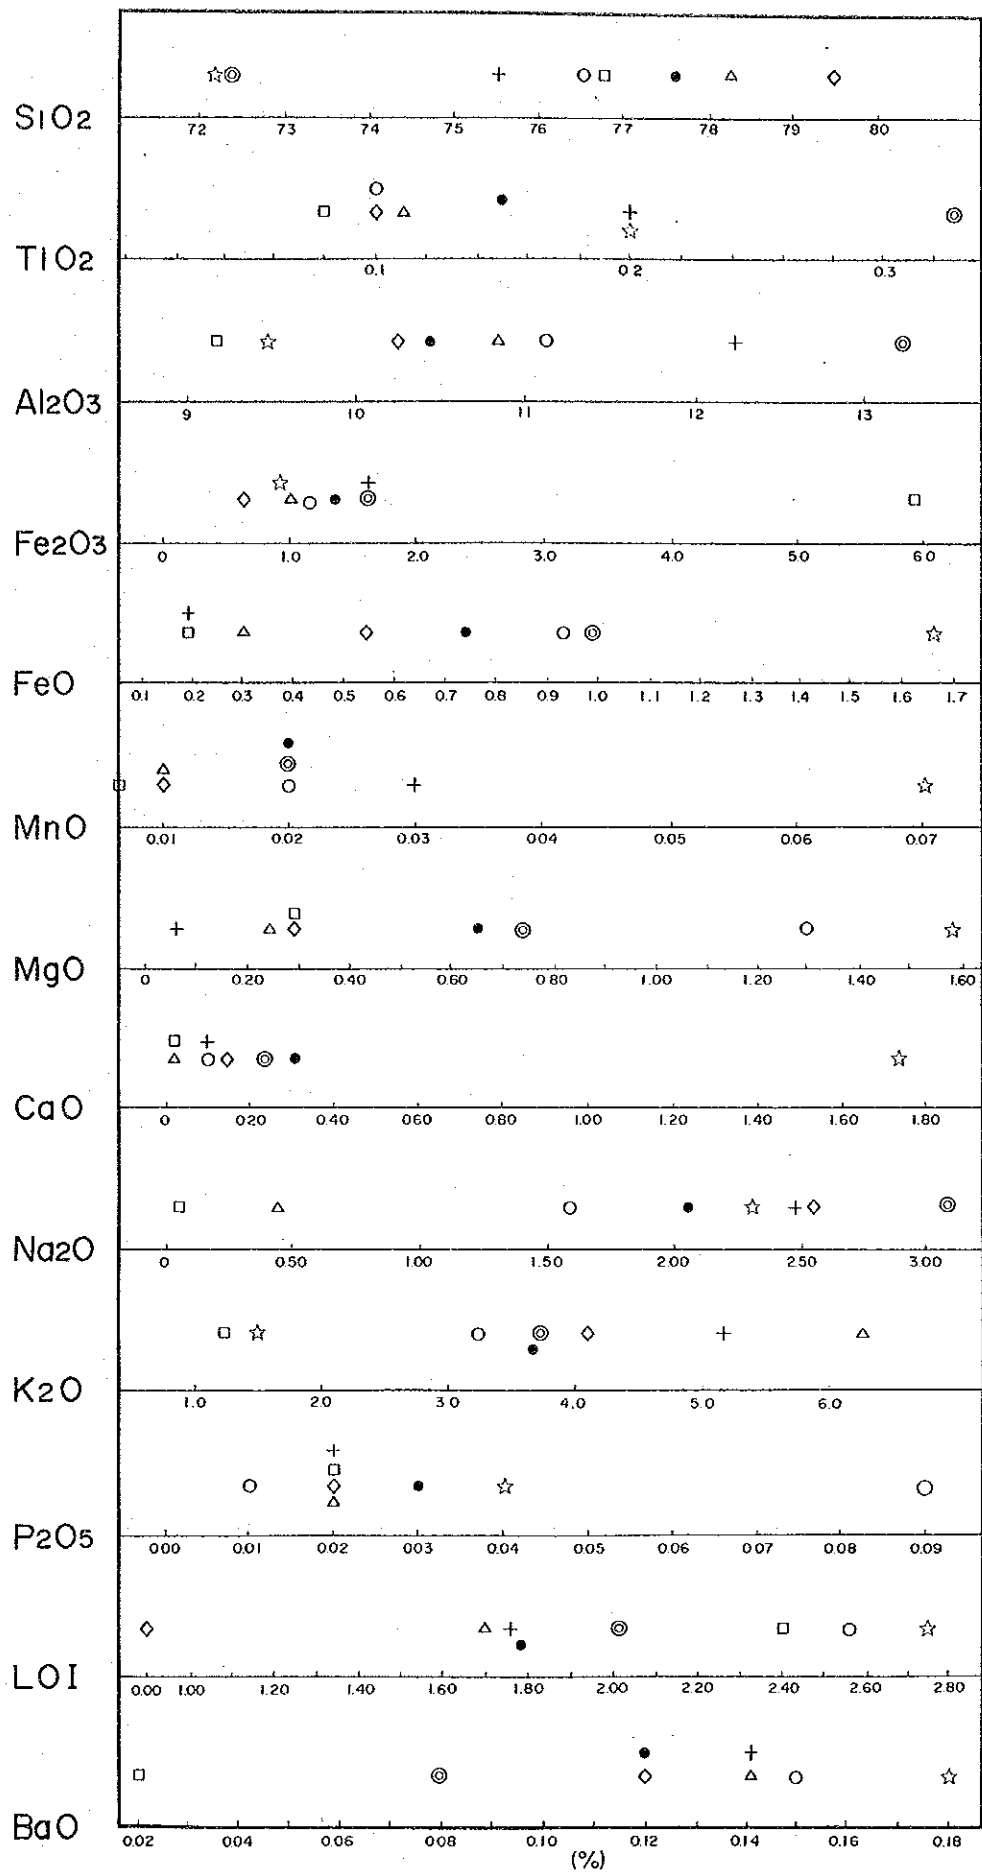 SiO2
72 73 74 75 76 77 78 79 80
TiO2
0.1 0.2 0.3
Al2O3
9 10 11 12 13
Fe2O3
0 1.0 2.0 3.0 4.0 5.0 6.0
FeO
0.1 0.2 0.3 0.4 0.5 0.6 0.7 0.8 0.9 1.0 1.1 1.2 1.3 1.4 1.5 1.6 1.7
MnO
0.01 0.02 0.03 0.04 0.05 0.06 0.07
MgO
0 0.20 0.40 0.60 0.80 1.00 1.20 1.40 1.60
CaO
0 0.20 0.40 0.60 0.80 1.00 1.20 1.40 1.60 1.80
Na2O
0 0.50 1.00 1.50 2.00 2.50 3.00
K2O
1.0 2.0 3.0 4.0 5.0 6.0
P2O5
0.00 0.01 0.02 0.03 0.04 0.05 0.06 0.07 0.08 0.09
LOI
0.00 1.00 1.20 1.40 1.60 1.80 2.00 2.20 2.40 2.60 2.80
BaO
0.02 0.04 0.06 0.08 0.10 0.12 0.14 0.16 0.18
(%)